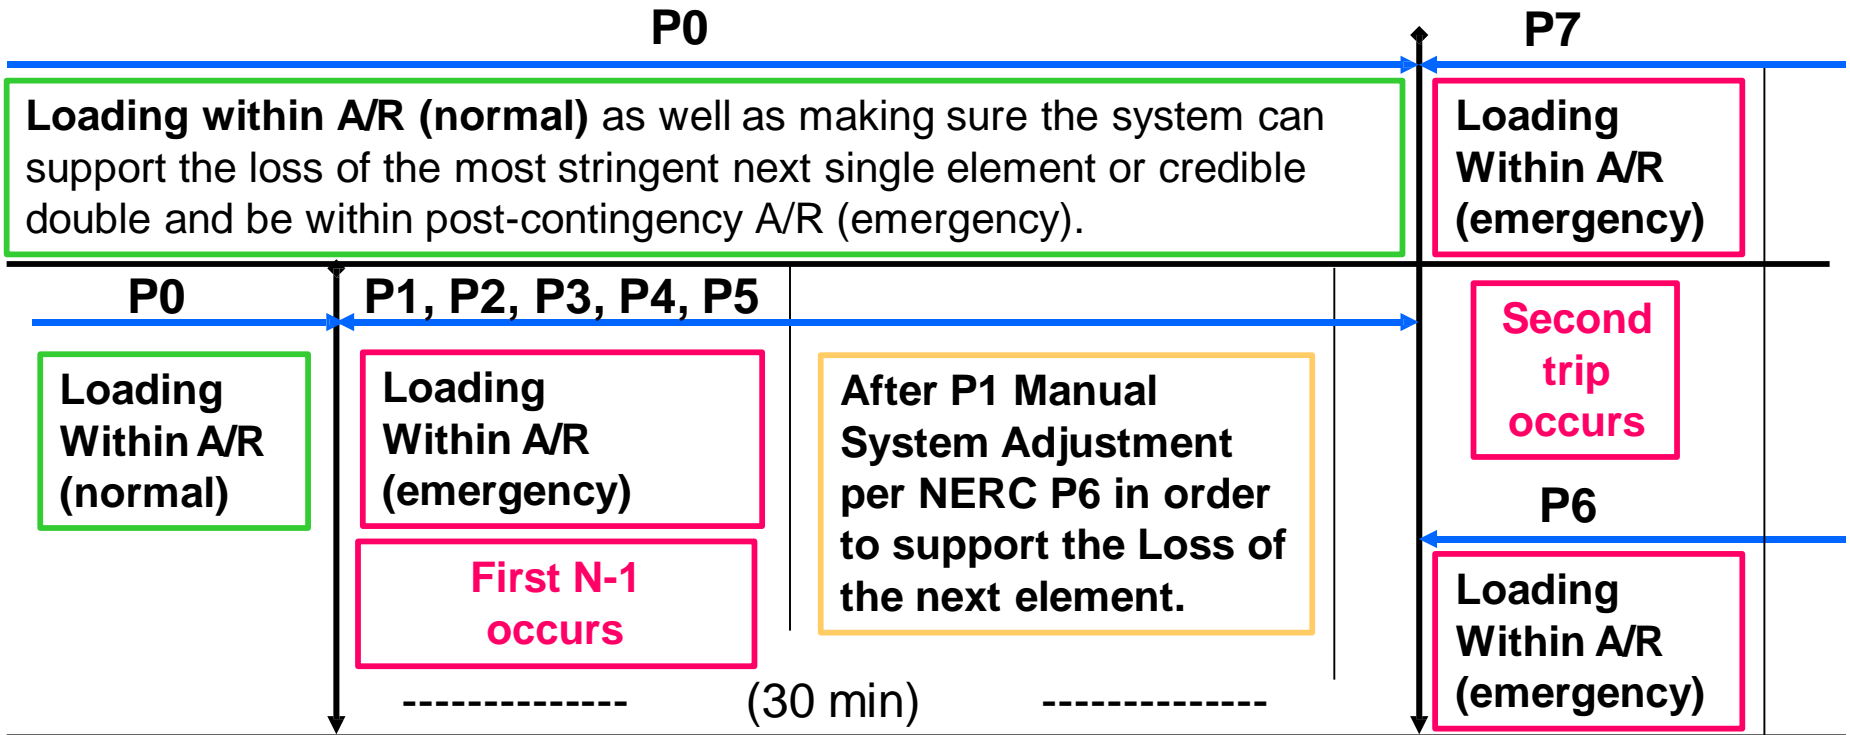 P0
P7
Loading within A/R (normal) as well as making sure the system can
support the loss of the most stringent next single element or credible
double and be within post-contingency A/R (emergency).
Loading
Within A/R
(emergency)
P0
P1, P2, P3, P4, P5
Loading
Within A/R
(normal)
Loading
Within A/R
(emergency)
First N-1
occurs
After P1 Manual
System Adjustment
per NERC P6 in order
to support the Loss of
the next element.
Second
trip
occurs
P6
Loading
Within A/R
(emergency)
-------------- (30 min) --------------